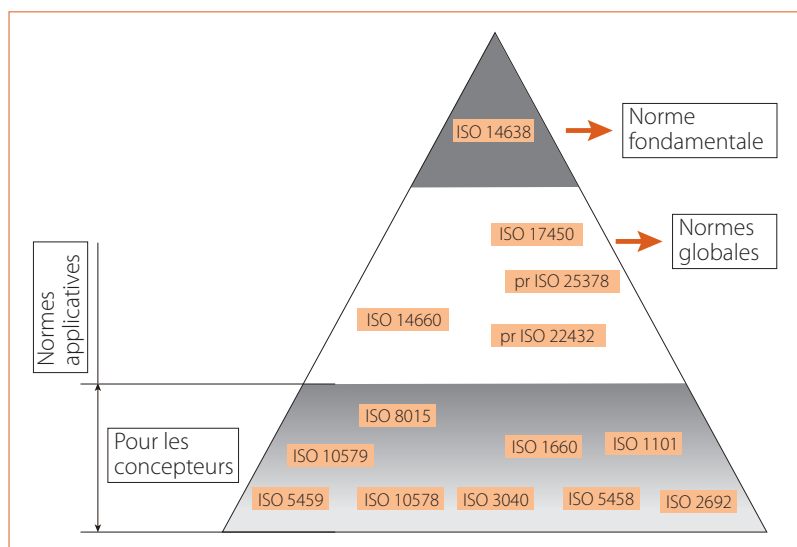 ISO 14638
Norme
fondamentale
ISO 17450
Normes
globales
pr ISO 25378
ISO 14660
pr ISO 22432
Normes
applicatives
Pour les
concepteurs
ISO 8015
ISO 10579
ISO 1660
ISO 1101
ISO 5459
ISO 10578
ISO 3040
ISO 5458
ISO 2692